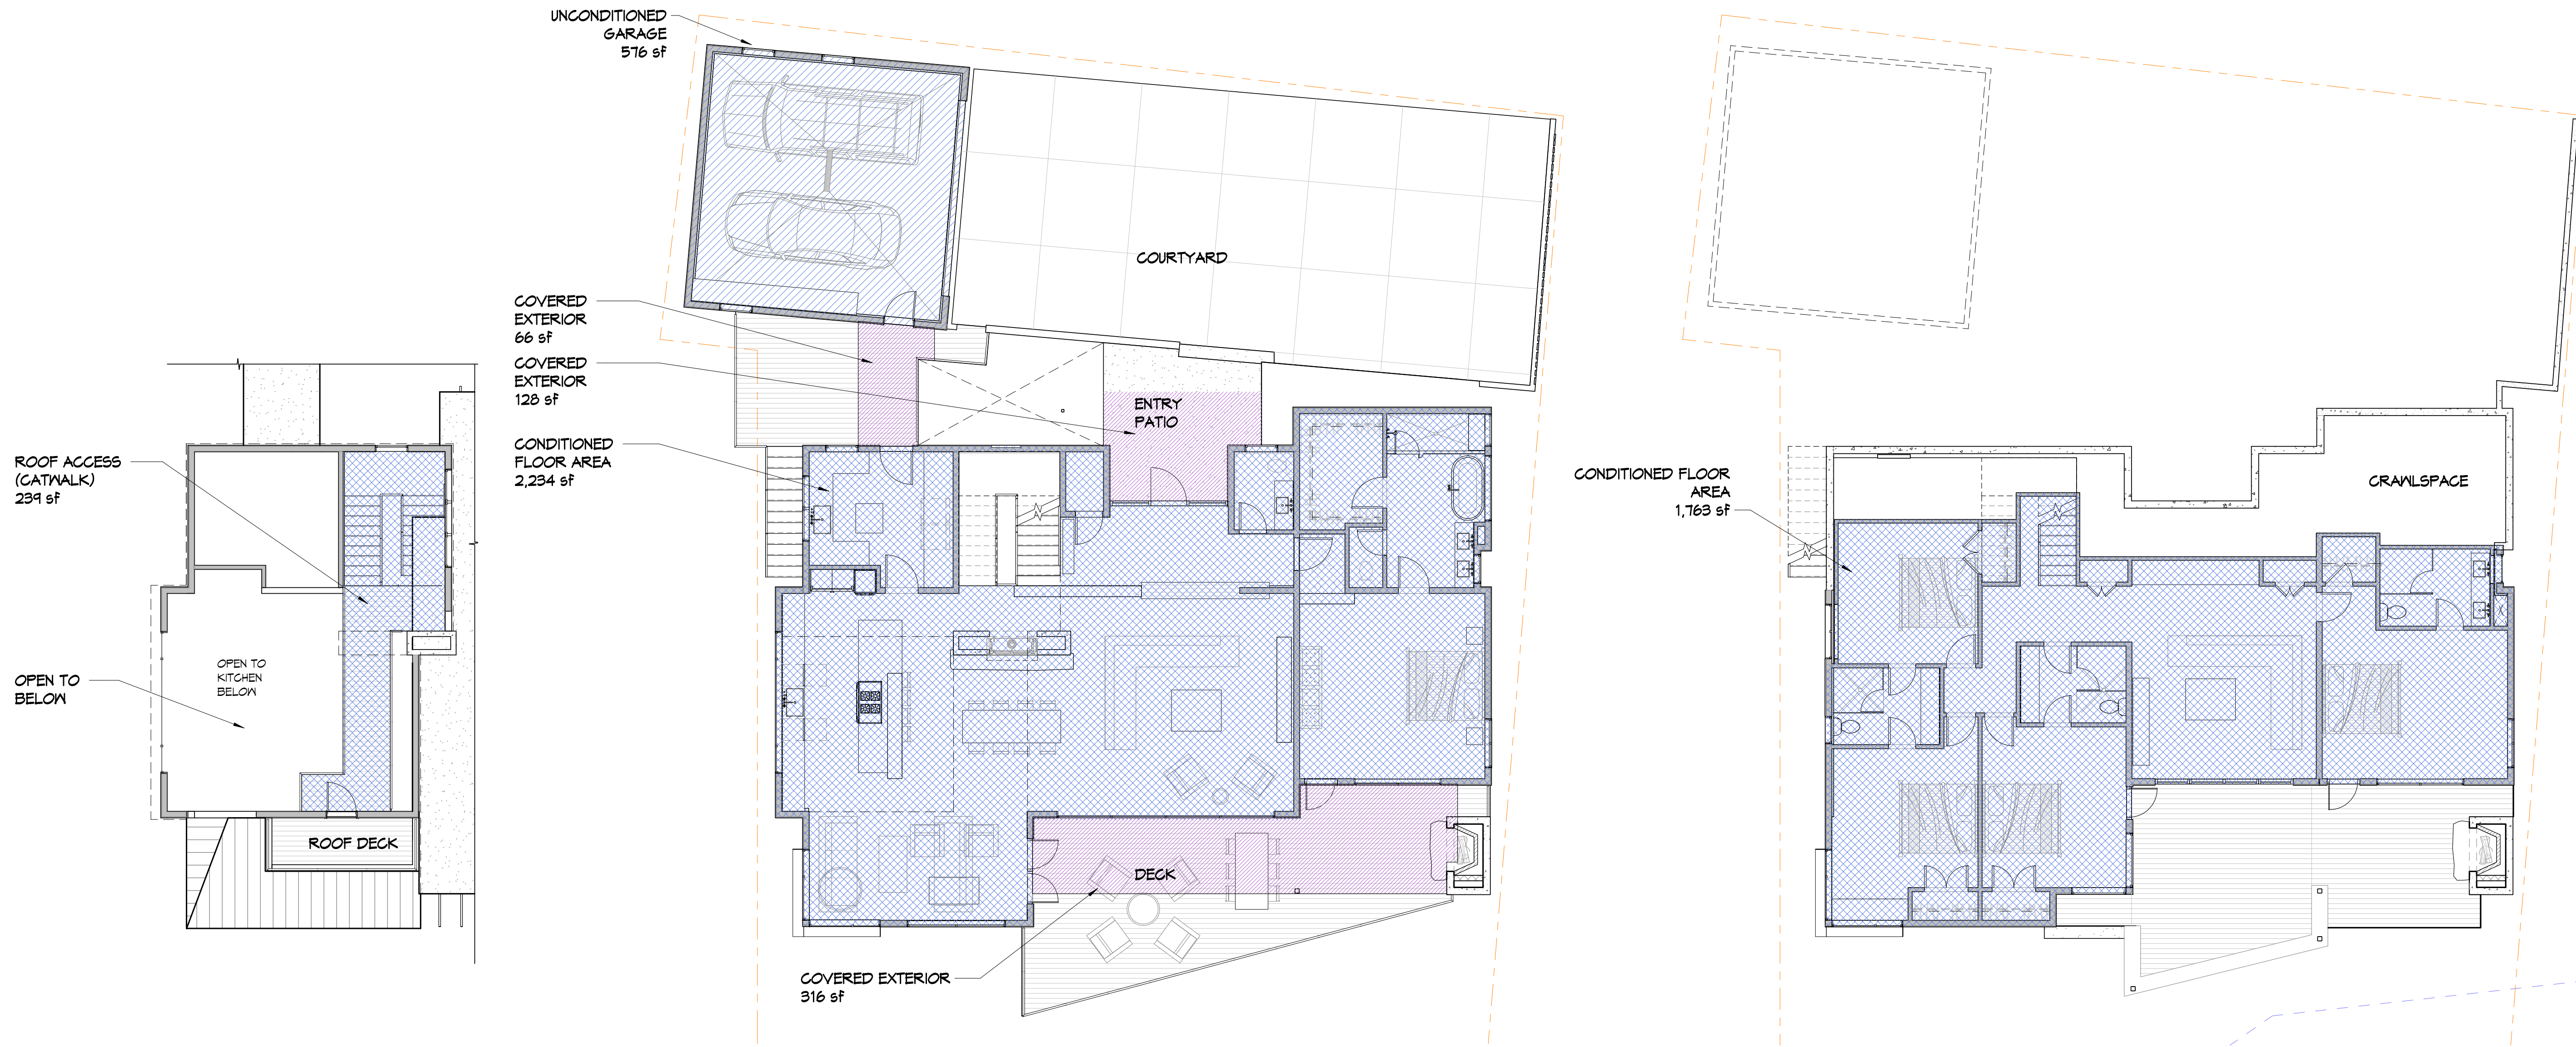 ROOF ACCESS
(CATWALK)
239 sf
OPEN TO
BELOW
OPEN TO
KITCHEN
BELOW
ROOF DECK
UNCONDITIONED
GARAGE
576 sf
COVERED
EXTERIOR
66 sf
COVERED
EXTERIOR
128 sf
CONDITIONED
FLOOR AREA
2,234 sf
COURTYARD
ENTRY
PATIO
DECK
COVERED EXTERIOR
316 sf
CONDITIONED FLOOR
AREA
1,763 sf
CRAWLSPACE